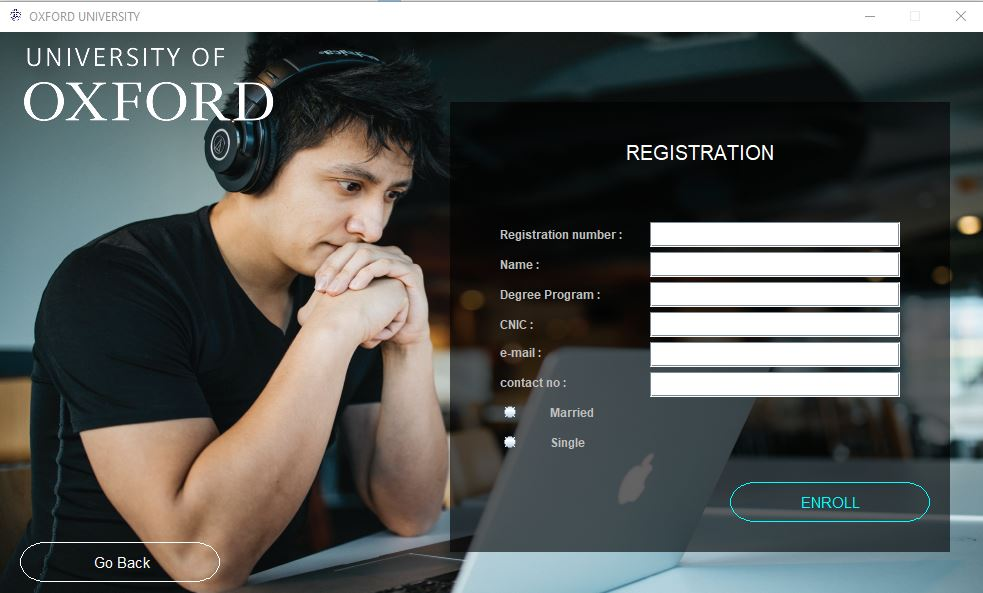 OXFORD UNIVERSITY
UNIVERSITY OF
OXFORD
REGISTRATION
Registration number :
Name :
Degree Program :
CNIC :
e-mail :
contact no :
Married
Single
ENROLL
Go Back